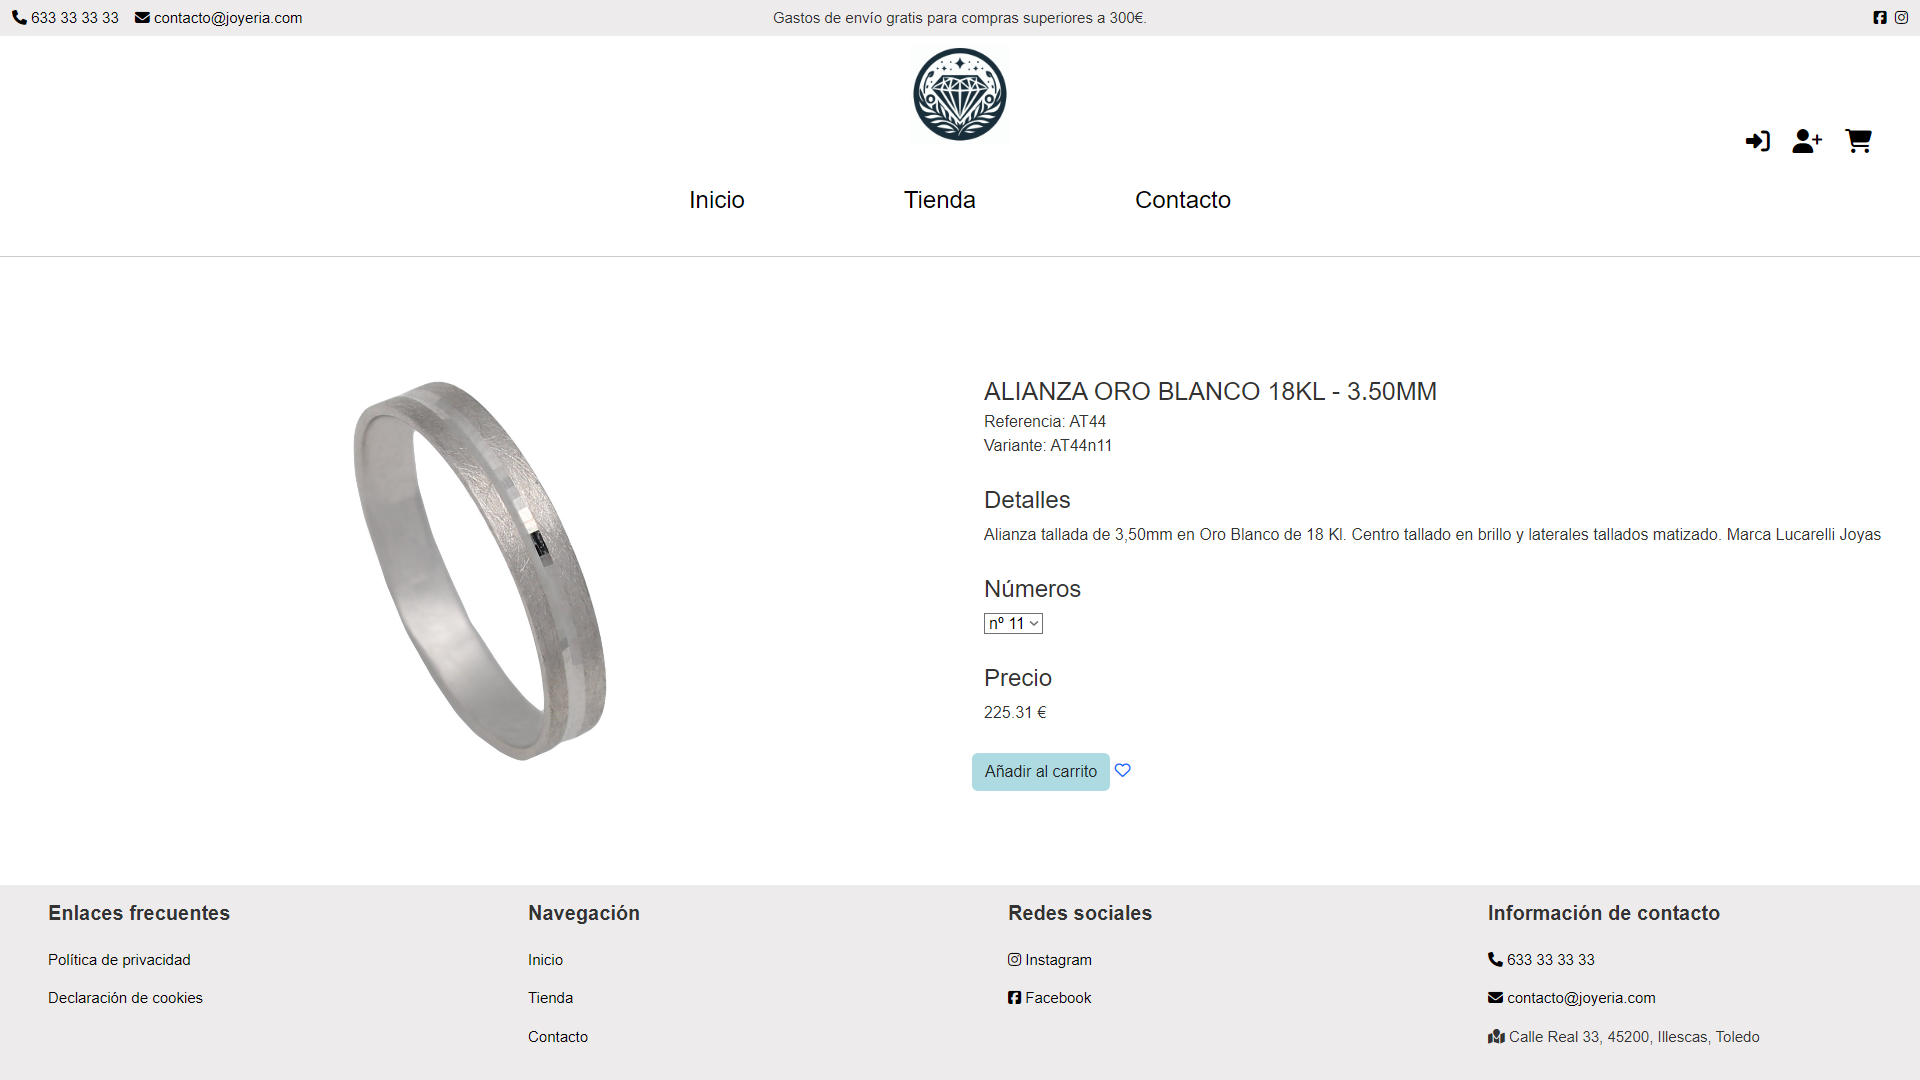 633 33 33 33 contacto@joyeria.com
Gastos de envío gratis para compras superiores a 300€.
Inicio Tienda Contacto
ALIANZA ORO BLANCO 18KL - 3.50MM
Referencia: AT44
Variante: AT44n11
Detalles
Alianza tallada de 3,50mm en Oro Blanco de 18 Kl. Centro tallado en brillo y laterales tallados matizado. Marca Lucarelli Joyas
Números
nº 11
Precio
225.31 €
Añadir al carrito
Enlaces frecuentes
Política de privacidad
Declaración de cookies
Navegación
Inicio
Tienda
Contacto
Redes sociales
Instagram
Facebook
Información de contacto
633 33 33 33
contacto@joyeria.com
Calle Real 33, 45200, Illescas, Toledo